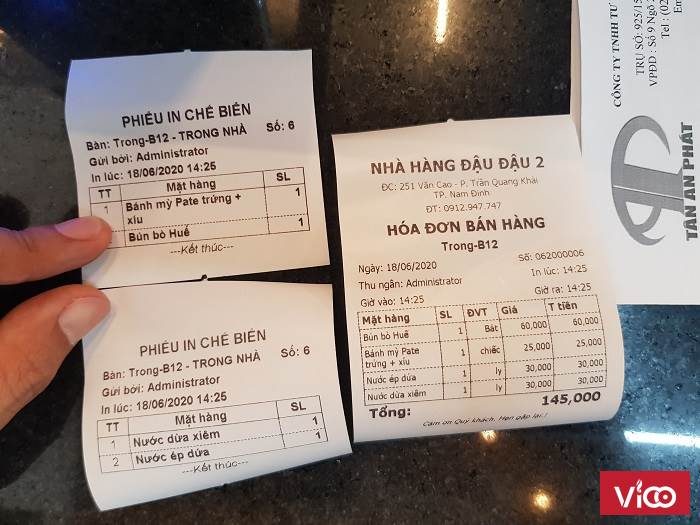 PHIẾU IN CHẾ BIẾN
Bàn: Trong-B12 - TRONG NHÀ Số: 6
Gửi bởi: Administrator
In lúc: 18/06/2020 14:25
TT Mặt hàng SL
1 Bánh mỳ Pate trứng + xíu 1
Bún bò Huế 1
---Kết thúc---
PHIẾU IN CHẾ BIẾN
Bàn: Trong-B12 - TRONG NHÀ Số: 6
Gửi bởi: Administrator
In lúc: 18/06/2020 14:25
TT Mặt hàng SL
1 Nước dừa xiêm 1
2 Nước ép dứa 1
---Kết thúc---
NHÀ HÀNG ĐẬU ĐẬU 2
ĐC: 251 Văn Cao - P. Trần Quang Khải
TP. Nam Định
ĐT: 0912.947.747
HÓA ĐƠN BÁN HÀNG
Trong-B12
Ngày: 18/06/2020 Số: 062000006
Thu ngân: Administrator In lúc: 14:25
Giờ vào: 14:25 Giờ ra: 14:25
Mặt hàng SL ĐVT Giá T tiền
Bún bò Huế 1 Bát 60,000 60,000
Bánh mỳ Pate trứng + xíu 1 chiếc 25,000 25,000
Nước ép dứa 1 ly 30,000 30,000
Nước dừa xiêm 1 ly 30,000 30,000
Tổng: 145,000
Cảm ơn Quý khách. Hẹn gặp lại!
CÔNG TY TNHH TƯ
TRỤ SỞ: 925/15
VPĐD : Số 9 Ngõ
Tel : (02
TÂN AN PHÁT
ViCO